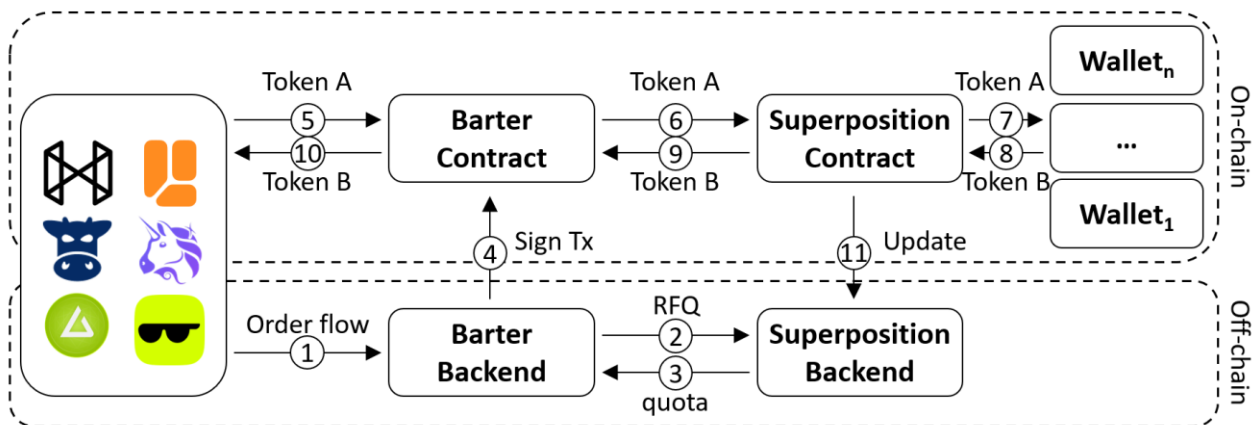 Token A
5
10
Token B
Barter
Contract
Token A
6
9
Token B
Superposition
Contract
Token A
7
8
Token B
Wallet_n
...
Wallet_1
On-chain
4
Sign Tx
11
Update
Order flow
1
Barter
Backend
RFQ
2
3
quota
Superposition
Backend
Off-chain